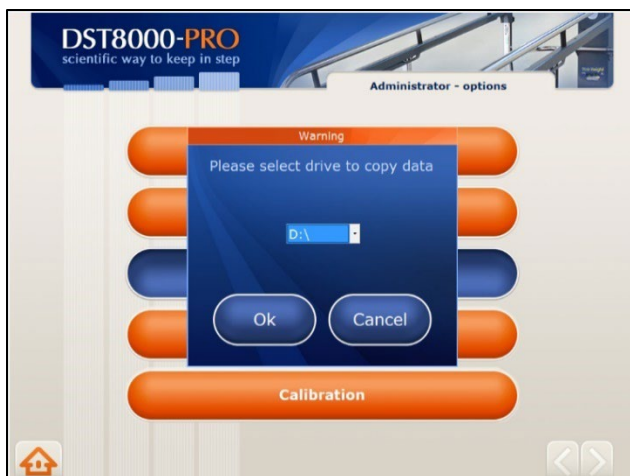 DST8000-PRO
scientific way to keep in step
Administrator - options
Warning
Please select drive to copy data
D:\
Ok
Cancel
Calibration